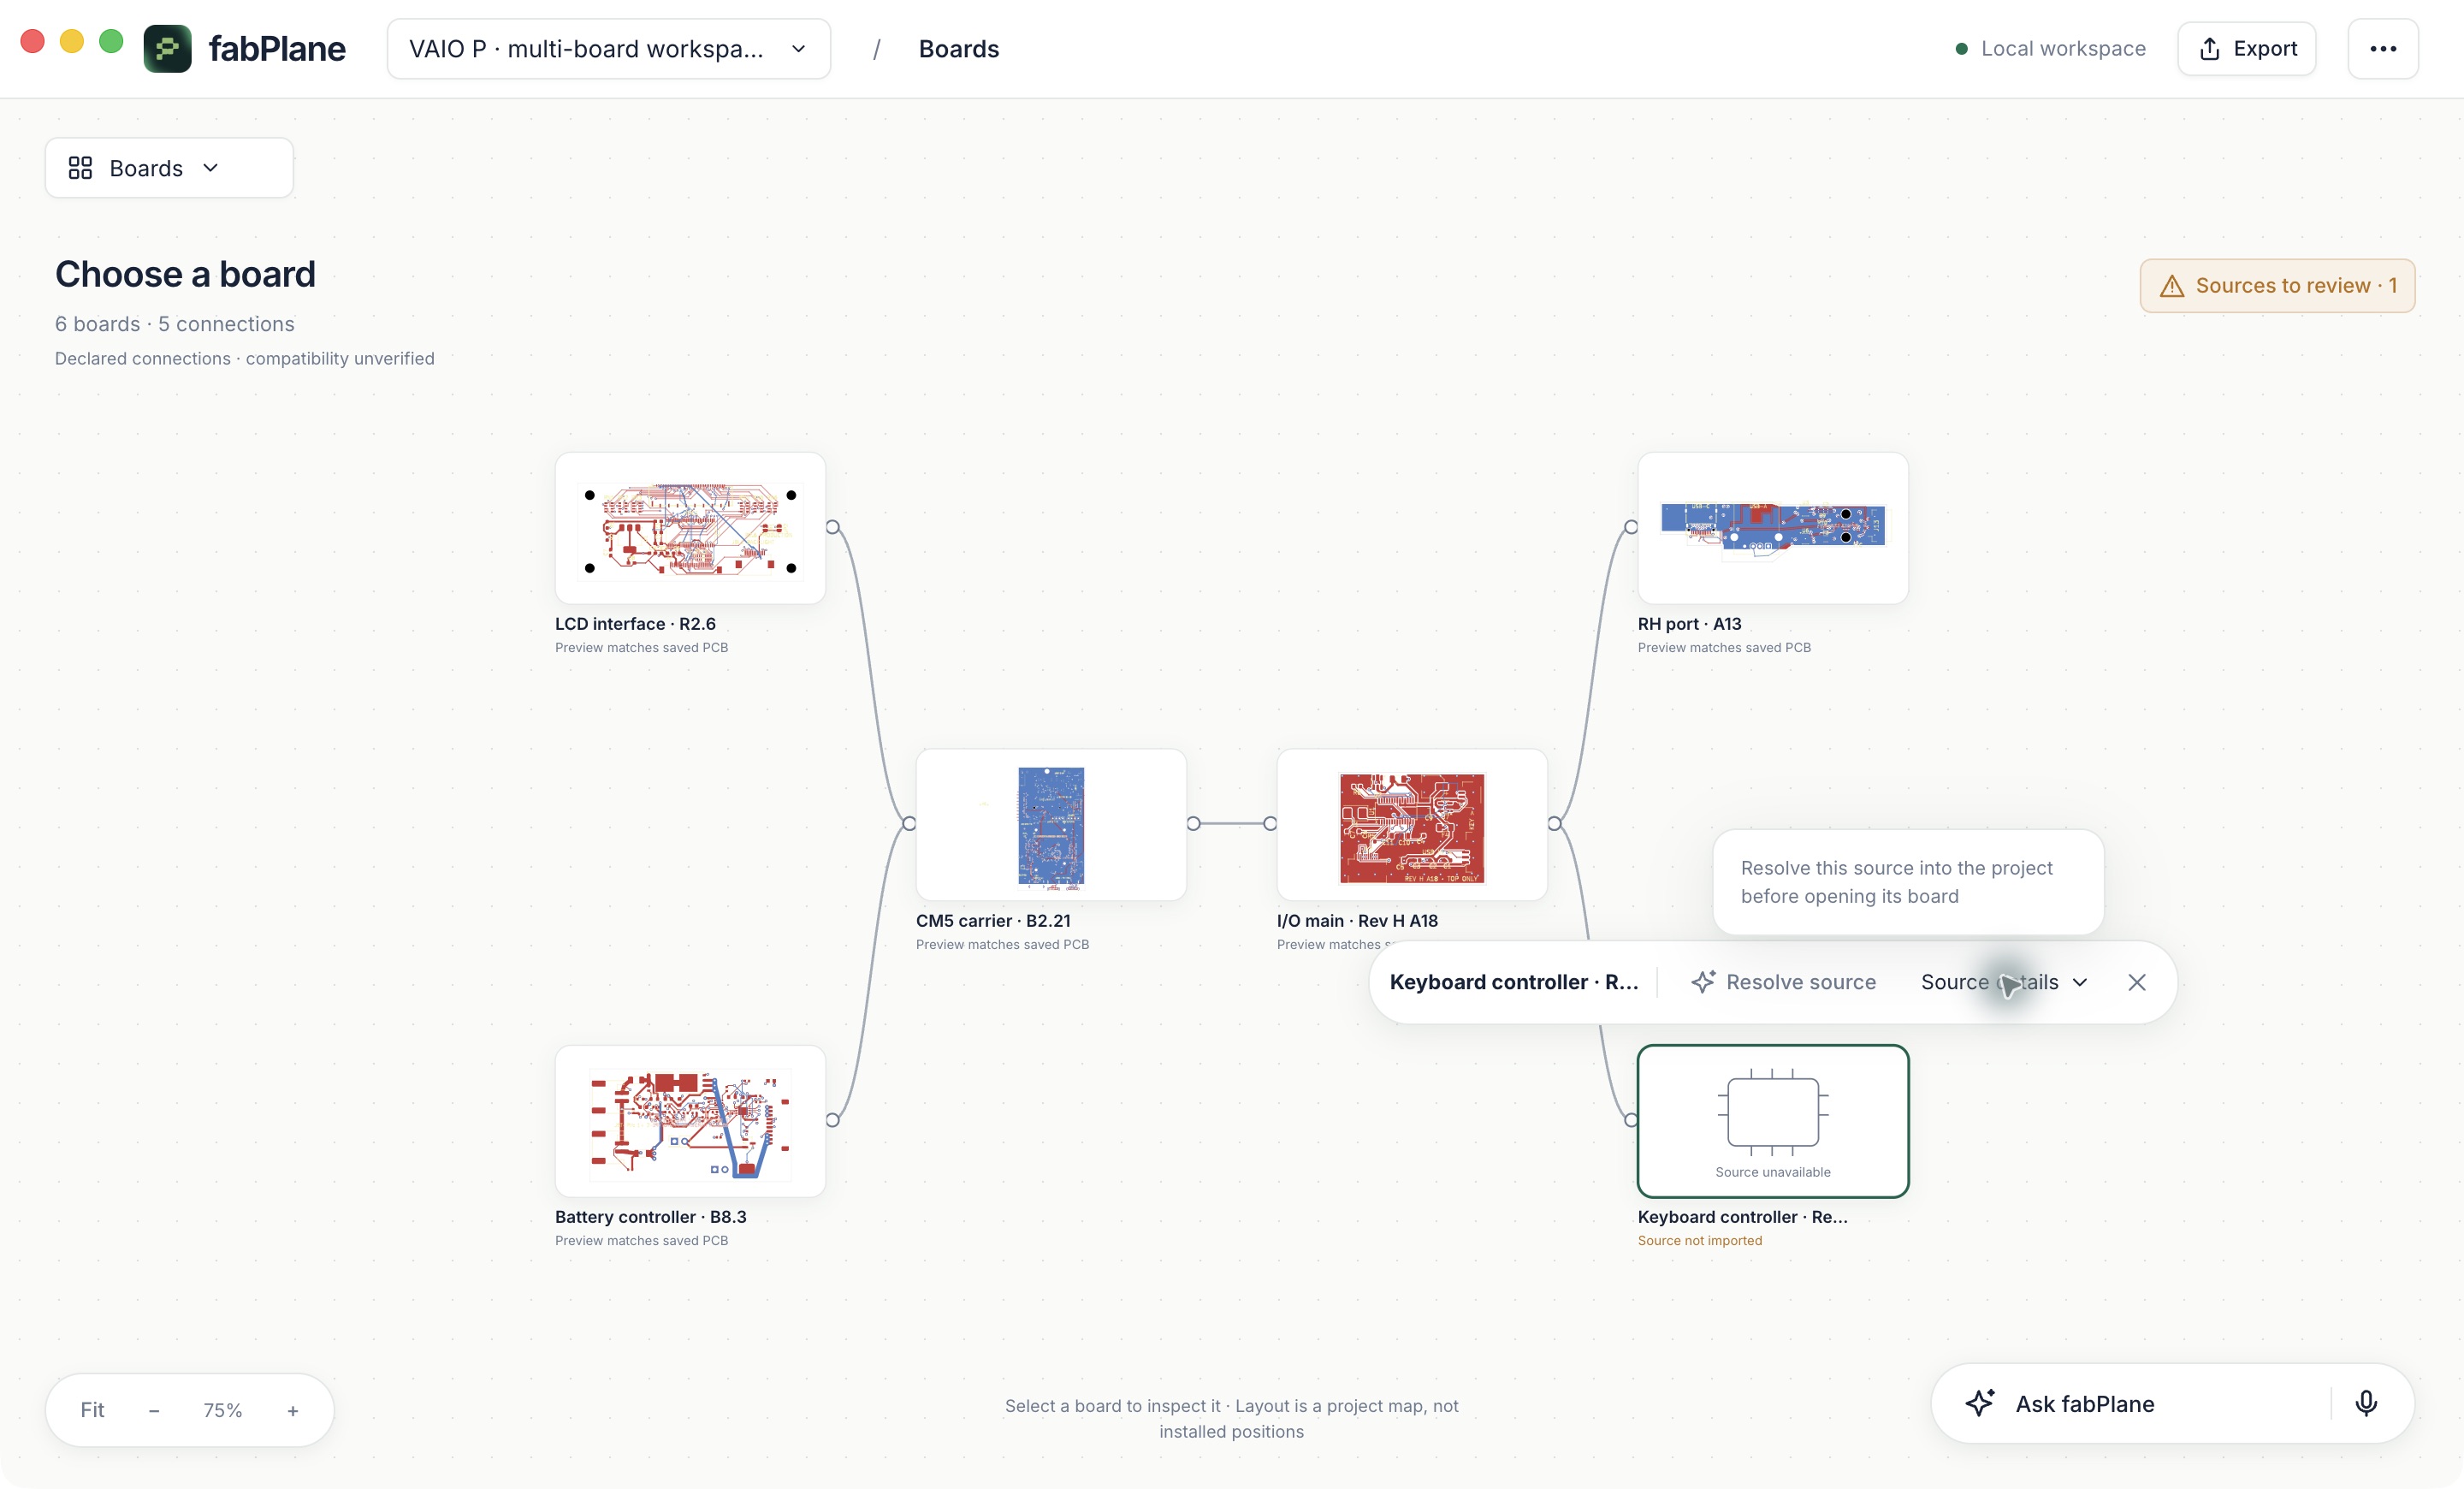 fabPlane
VAIO P · multi-board workspa...
/
Boards
Local workspace
Export
Boards
Choose a board
6 boards · 5 connections
Declared connections · compatibility unverified
Sources to review · 1
LCD interface · R2.6
Preview matches saved PCB
RH port · A13
Preview matches saved PCB
CM5 carrier · B2.21
Preview matches saved PCB
REV H A18 · TOP ONLY
I/O main · Rev H A18
Preview matches
Resolve this source into the project
before opening its board
Keyboard controller · R...
Resolve source
Source
Source unavailable
Battery controller · B8.3
Preview matches saved PCB
Keyboard controller · Re...
Source not imported
Fit
−
75%
+
Select a board to inspect it · Layout is a project map, not
installed positions
Ask fabPlane